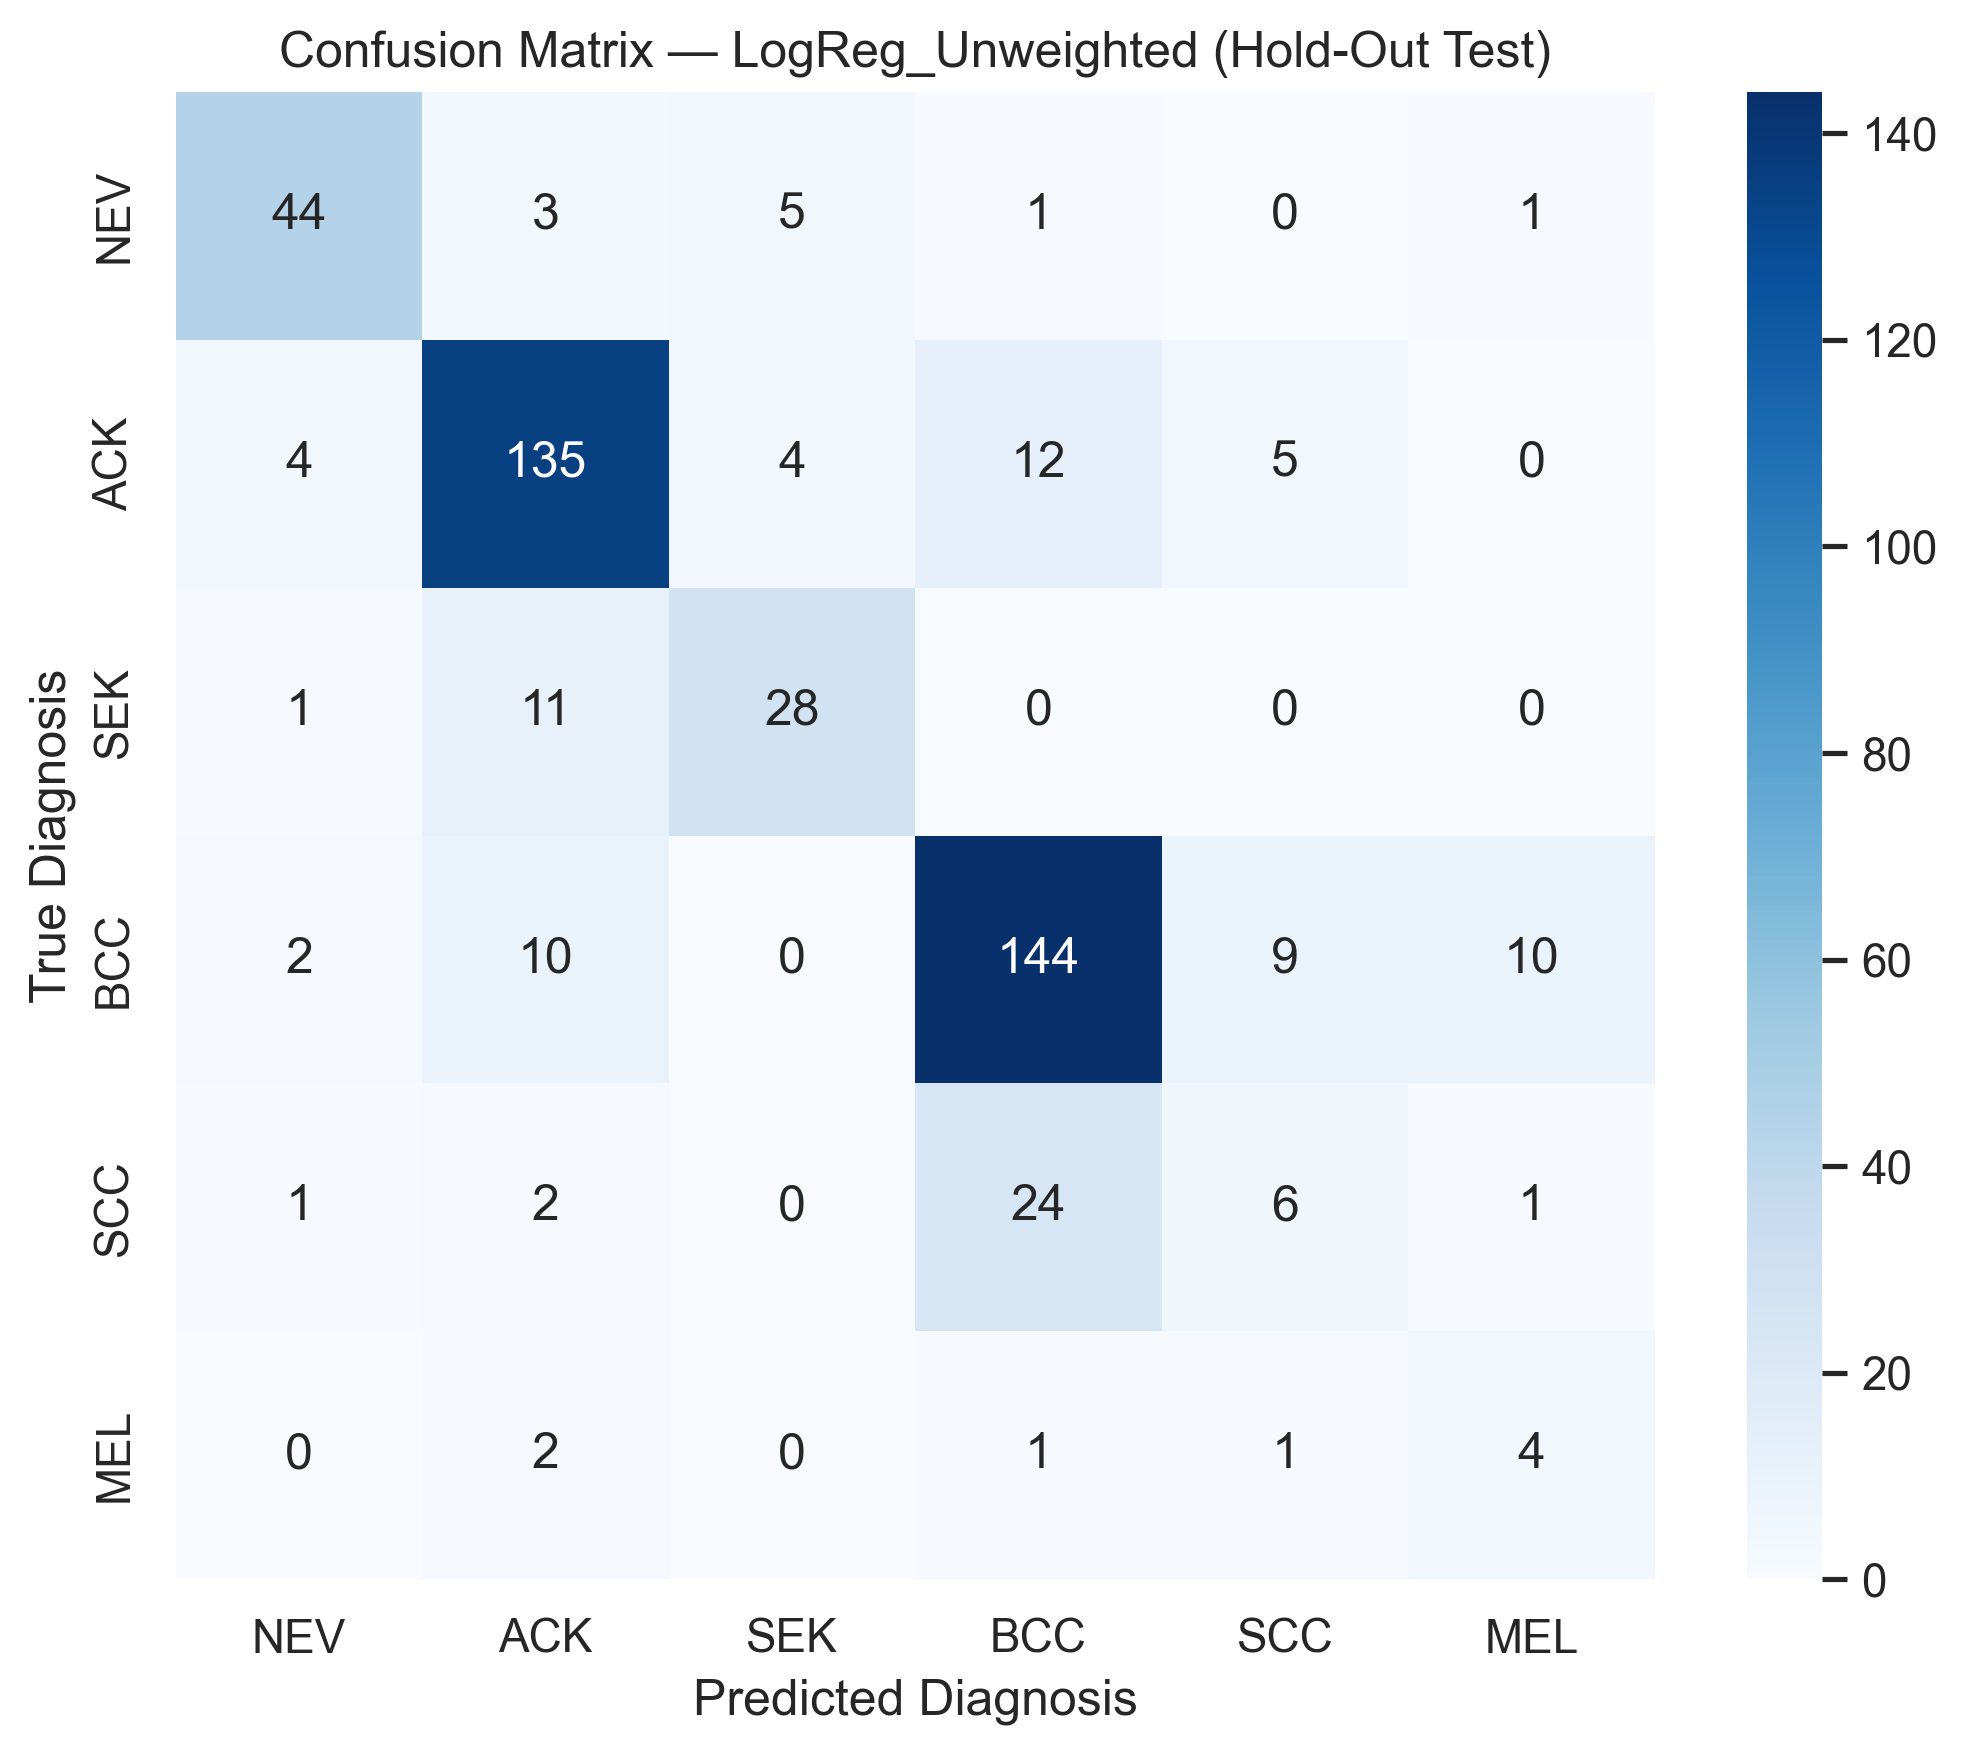 Confusion Matrix — LogReg_Unweighted (Hold-Out Test)
True Diagnosis
NEV 44 3 5 1 0 1
ACK 4 135 4 12 5 0
SEK 1 11 28 0 0 0
BCC 2 10 0 144 9 10
SCC 1 2 0 24 6 1
MEL 0 2 0 1 1 4
NEV ACK SEK BCC SCC MEL
Predicted Diagnosis
140
120
100
80
60
40
20
0